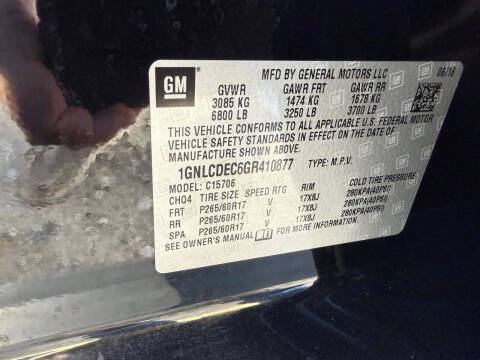 GM
MFD BY GENERAL MOTORS LLC 06/16
GVWR GAWR FRT GAWR RR
3085 KG 1474 KG 1678 KG
6800 LB 3250 LB 3700 LB
THIS VEHICLE CONFORMS TO ALL APPLICABLE U.S. FEDERAL MOTOR
VEHICLE SAFETY STANDARDS IN EFFECT ON THE DATE OF
MANUFACTURE SHOWN ABOVE.
1GNLCDEC6GR410877 TYPE: M.P.V.
MODEL: C15706
CHQ4 TIRE SIZE SPEED RTG RIM COLD TIRE PRESSURE
FRT P265/60R17 V 17X8J 280KPA(40PSI)
RR P265/60R17 V 17X8J 280KPA(40PSI)
SPA P265/60R17 V 17X8J 280KPA(40PSI)
SEE OWNER'S MANUAL FOR MORE INFORMATION.